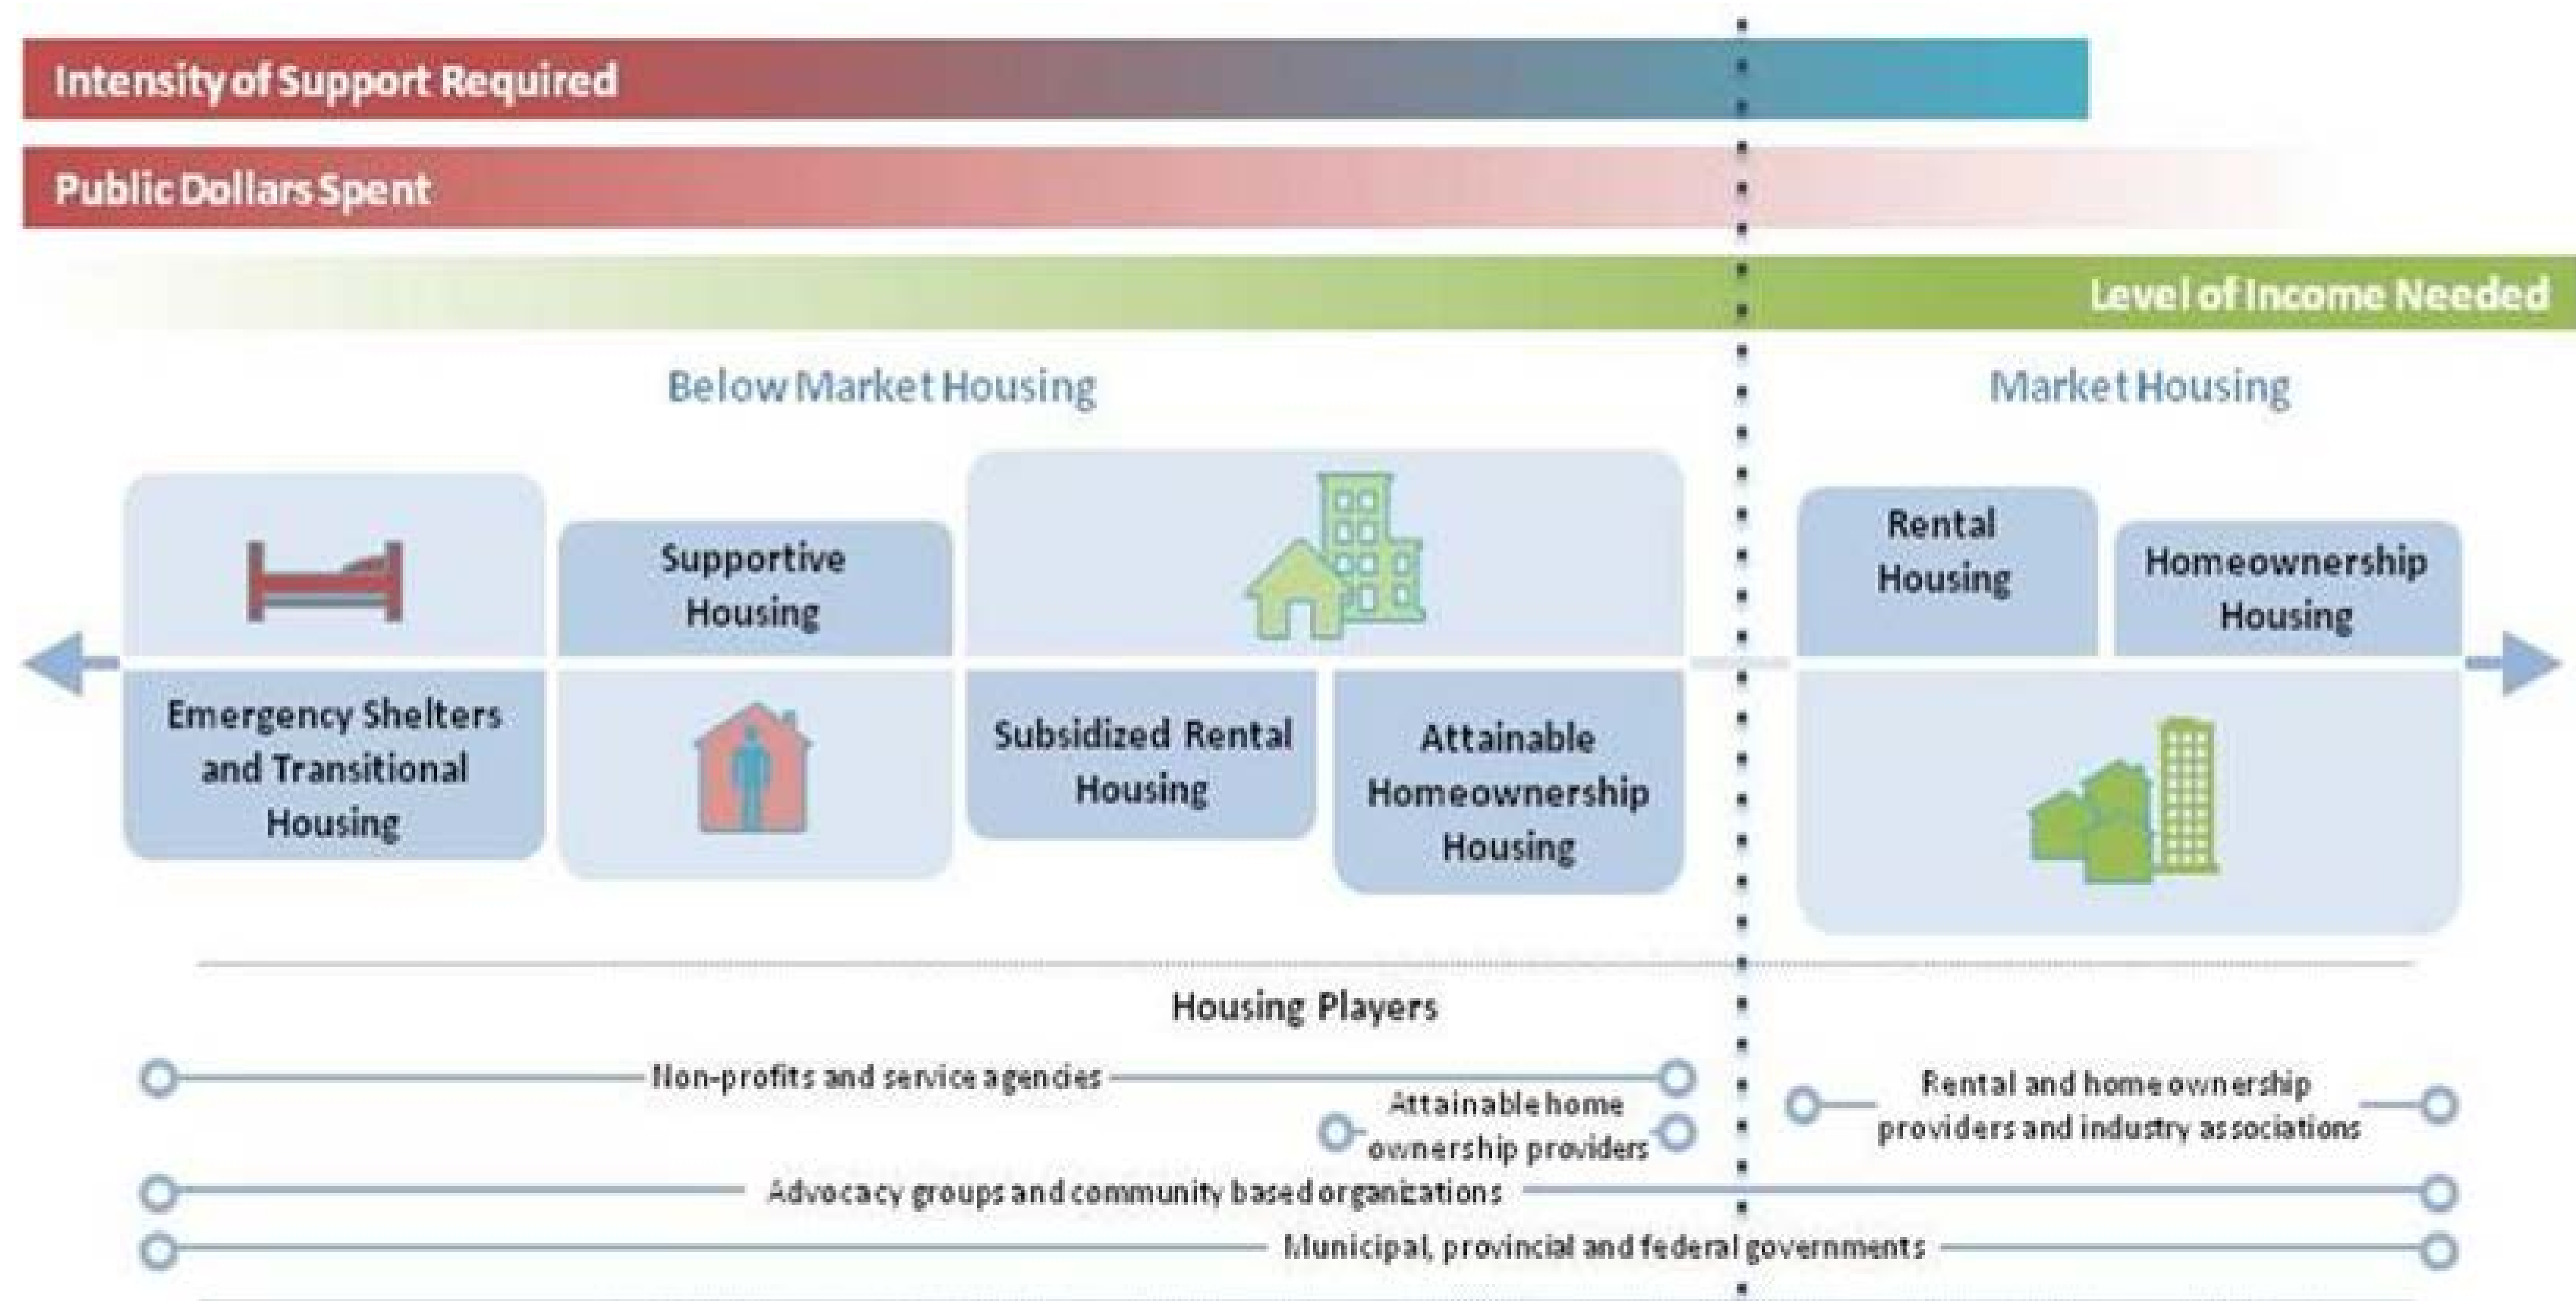 Intensity of Support Required
Public Dollars Spent
Level of Income Needed
Below Market Housing
Market Housing
Supportive
Housing
Rental
Housing
Homeownership
Housing
Emergency Shelters
and Transitional
Housing
Subsidized Rental
Housing
Attainable
Homeownership
Housing
Housing Players
Non-profits and service agencies
Attainable home
ownership providers
Rental and home ownership
providers and industry associations
Advocacy groups and community based organizations
Municipal, provincial and federal governments